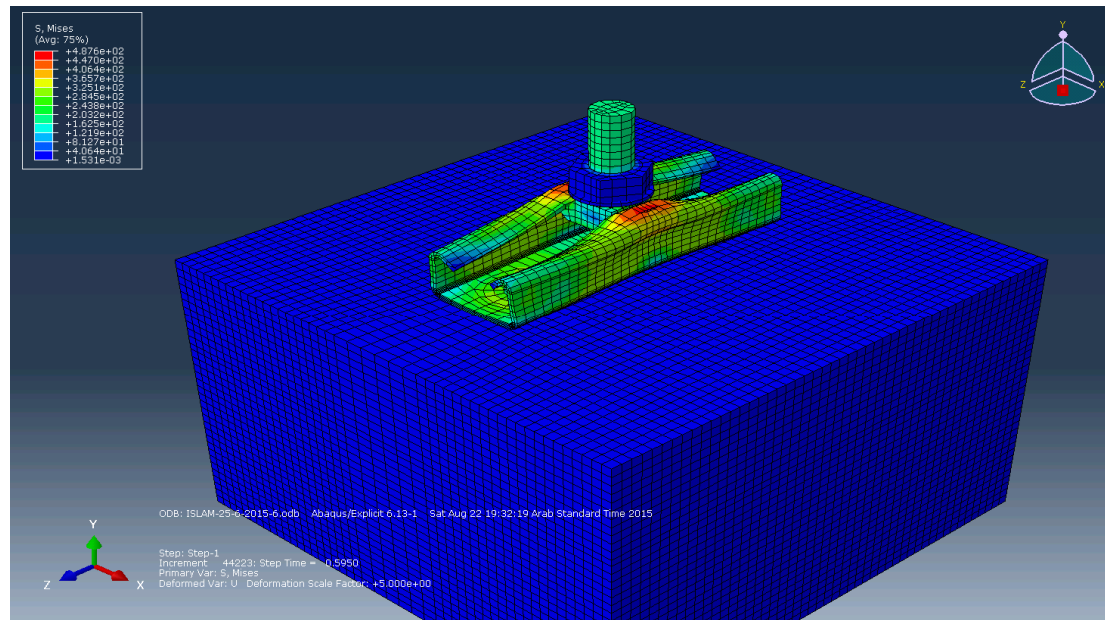 S, Mises
(Avg: 75%)
+4.876e+02
+4.470e+02
+4.064e+02
+3.657e+02
+3.251e+02
+2.845e+02
+2.438e+02
+2.032e+02
+1.625e+02
+1.219e+02
+8.127e+01
+4.064e+01
+1.531e-03
Y
Z
X
ODB: ISLAM-25-6-2015-6.odb Abaqus/Explicit 6.13-1 Sat Aug 22 19:32:19 Arab Standard Time 2015
Y
Z
X
Step: Step-1
Increment 44223: Step Time = 0.5950
Primary Var: S, Mises
Deformed Var: U Deformation Scale Factor: +5.000e+00